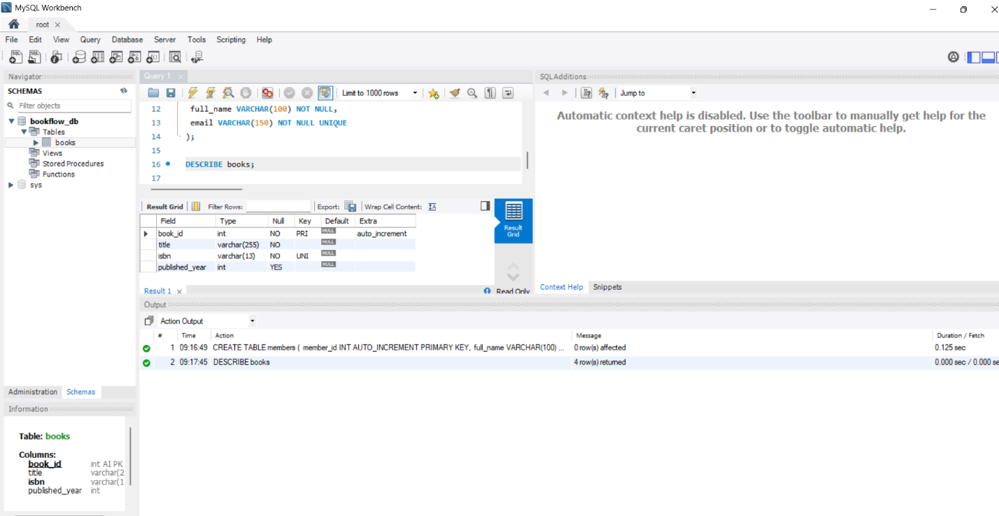 MySQL Workbench
root
File Edit View Query Database Server Tools Scripting Help
Navigator
SCHEMAS
Filter objects
bookflow_db
Tables
books
Views
Stored Procedures
Functions
sys
Administration Schemas
Information
Table: books
Columns:
book_id int AI PK
title varchar(2
isbn varchar(1
published_year int
Query 1
Limit to 1000 rows
12 full_name VARCHAR(100) NOT NULL,
13 email VARCHAR(150) NOT NULL UNIQUE
14 );
15
16 DESCRIBE books;
17
Result Grid Filter Rows: Export: Wrap Cell Content:
Field Type Null Key Default Extra
book_id int NO PRI NULL auto_increment
title varchar(255) NO NULL
isbn varchar(13) NO UNI NULL
published_year int YES NULL
Result
Grid
Result 1 Read Only
SQLAdditions
Jump to
Automatic context help is disabled. Use the toolbar to manually get help for the
current caret position or to toggle automatic help.
Context Help Snippets
Output
Action Output
# Time Action Message Duration / Fetch
1 09:16:49 CREATE TABLE members ( member_id INT AUTO_INCREMENT PRIMARY KEY, full_name VARCHAR(100) ... 0 row(s) affected 0.125 sec
2 09:17:45 DESCRIBE books 4 row(s) returned 0.000 sec / 0.000 se